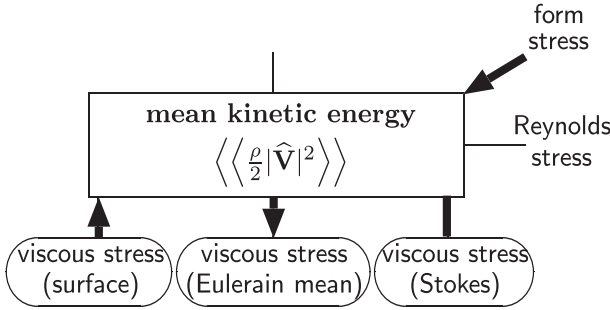 form
stress
mean kinetic energy
⟨⟨ρ/2|V̂|²⟩⟩
Reynolds
stress
viscous stress
(surface)
viscous stress
(Eulerain mean)
viscous stress
(Stokes)